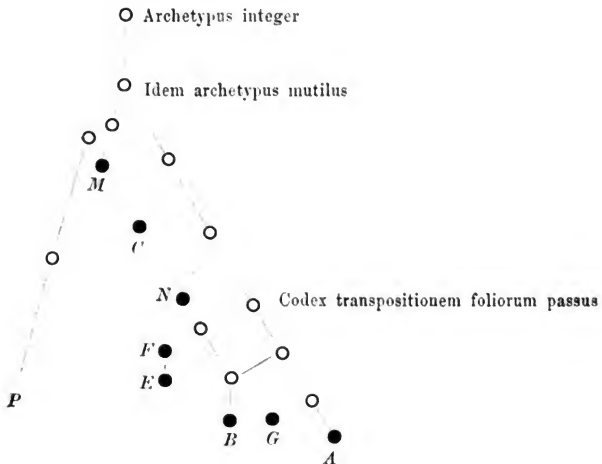 Archetypus integer
Idem archetypus mutilus
M
C
N
Codex transpositionem foliorum passus
F
E
P
B G
A